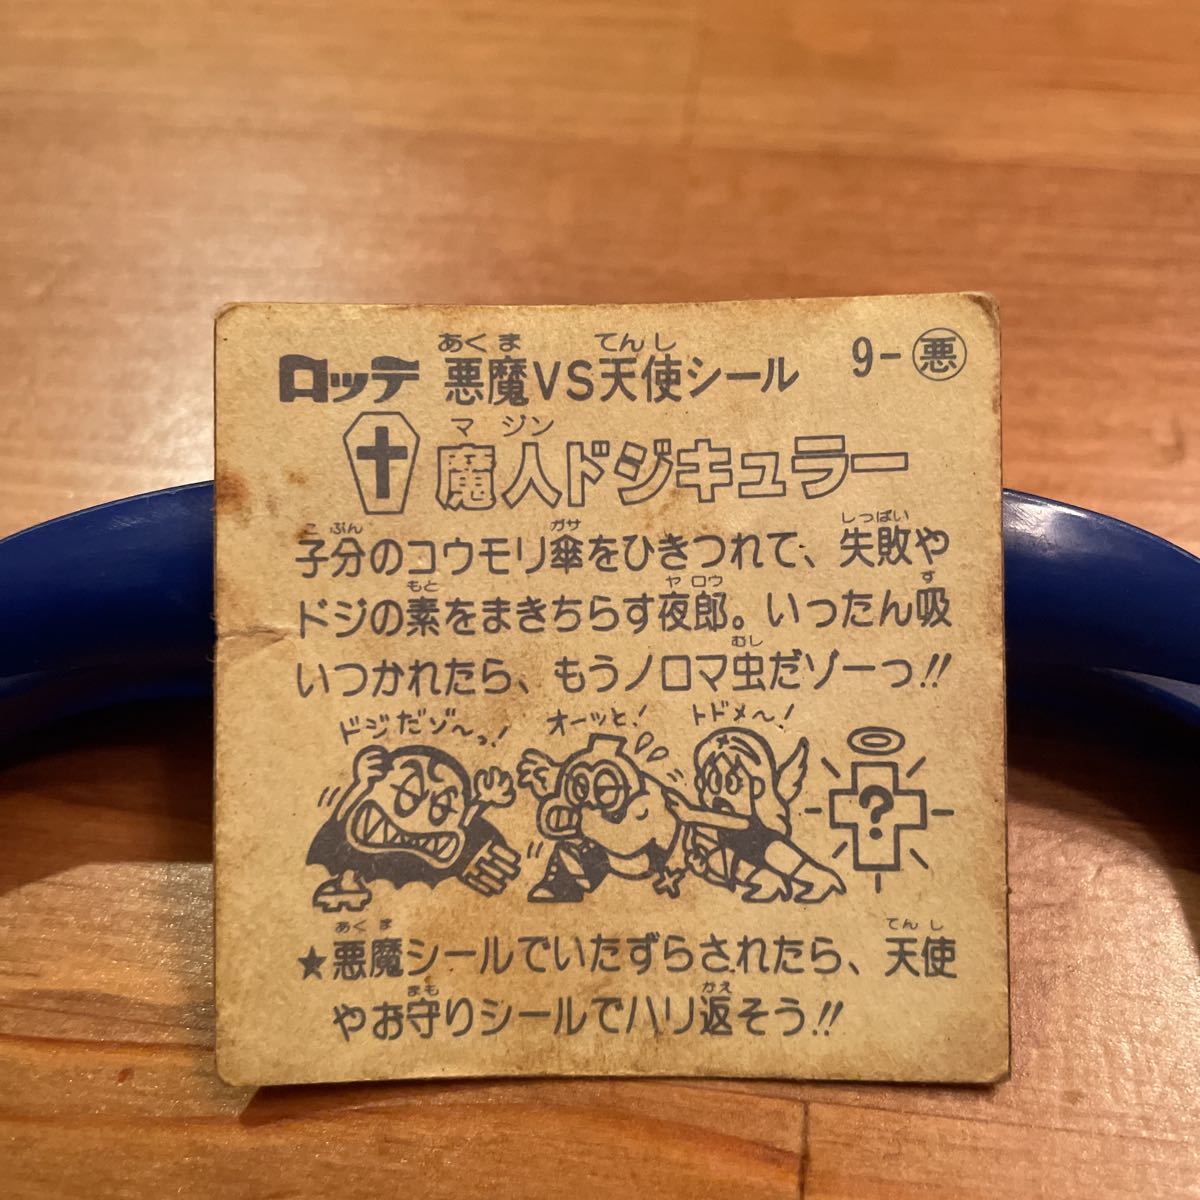 ロッテ 悪魔VS天使シール 9-悪
あくま てんし
魔人ドジキュラー
マジン
子分のコウモリ傘をひきつれて、失敗や
こぶん ガサ しっぱい
ドジの素をまきちらす夜郎。いったん吸
もと ヤロウ す
いつかれたら、もうノロマ虫だゾーっ!!
むし
ドジだゾ〜っ! オーッと! トドメ〜!
?
★悪魔シールでいたずらされたら、天使
あくま てんし
やお守りシールでハリ返そう!!
まも かえ